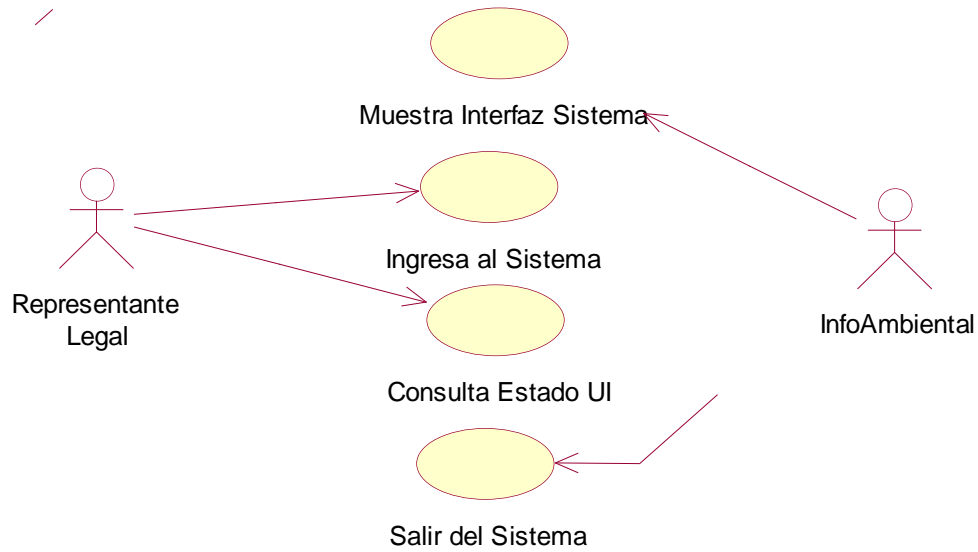 Muestra Interfaz Sistema
Ingresa al Sistema
Representante
Legal
InfoAmbiental
Consulta Estado UI
Salir del Sistema